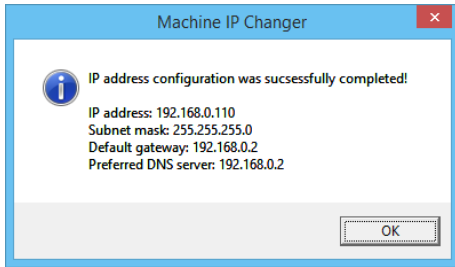 Machine IP Changer
IP address configuration was sucsessfully completed!
IP address: 192.168.0.110
Subnet mask: 255.255.255.0
Default gateway: 192.168.0.2
Preferred DNS server: 192.168.0.2
OK